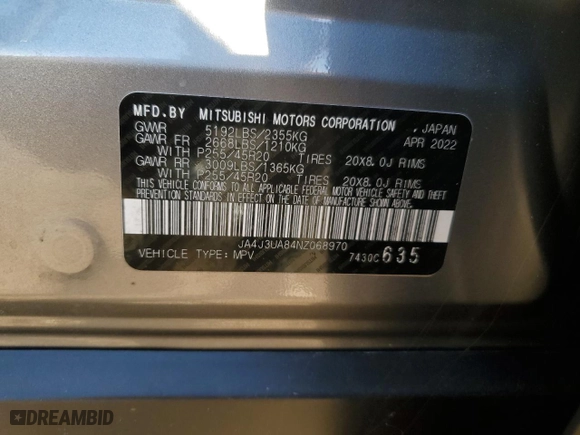 MFD.BY MITSUBISHI MOTORS CORPORATION , JAPAN
GVWR 5192LBS/2355KG APR 2022
GAWR FR 2668LBS/1210KG
WITH P255/45R20 TIRES 20X8.0J RIMS
GAWR RR 3009LBS/1365KG
WITH P255/45R20 TIRES 20X8.0J RIMS
THIS VEHICLE CONFORMS TO ALL APPLICABLE FEDERAL MOTOR VEHICLE SAFETY AND THEFT
PREVENTION STANDARDS IN EFFECT ON THE DATE OF MANUFACTURE SHOWN ABOVE.
JA4J3UA84NZ068970
VEHICLE TYPE: MPV 7430C 635
DREAMBID